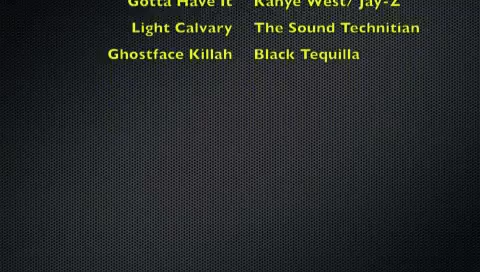 Gotta Have It Kanye West/ Jay-Z
Light Calvary The Sound Technitian
Ghostface Killah Black Tequilla